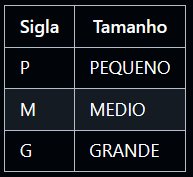 Sigla Tamanho
P PEQUENO
M MEDIO
G GRANDE